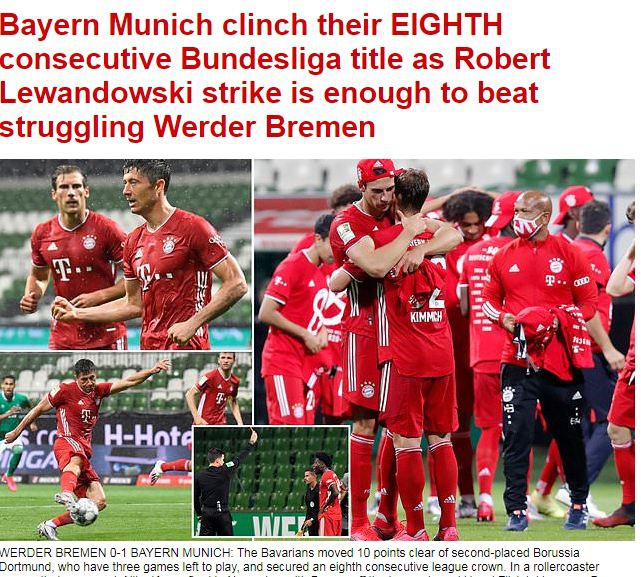 Bayern Munich clinch their EIGHTH
consecutive Bundesliga title as Robert
Lewandowski strike is enough to beat
struggling Werder Bremen
T
T
T
KIMMICH
H-Hotel
WE
WERDER BREMEN 0-1 BAYERN MUNICH: The Bavarians moved 10 points clear of second-placed Borussia
Dortmund, who have three games left to play, and secured an eighth consecutive league crown. In a rollercoaster